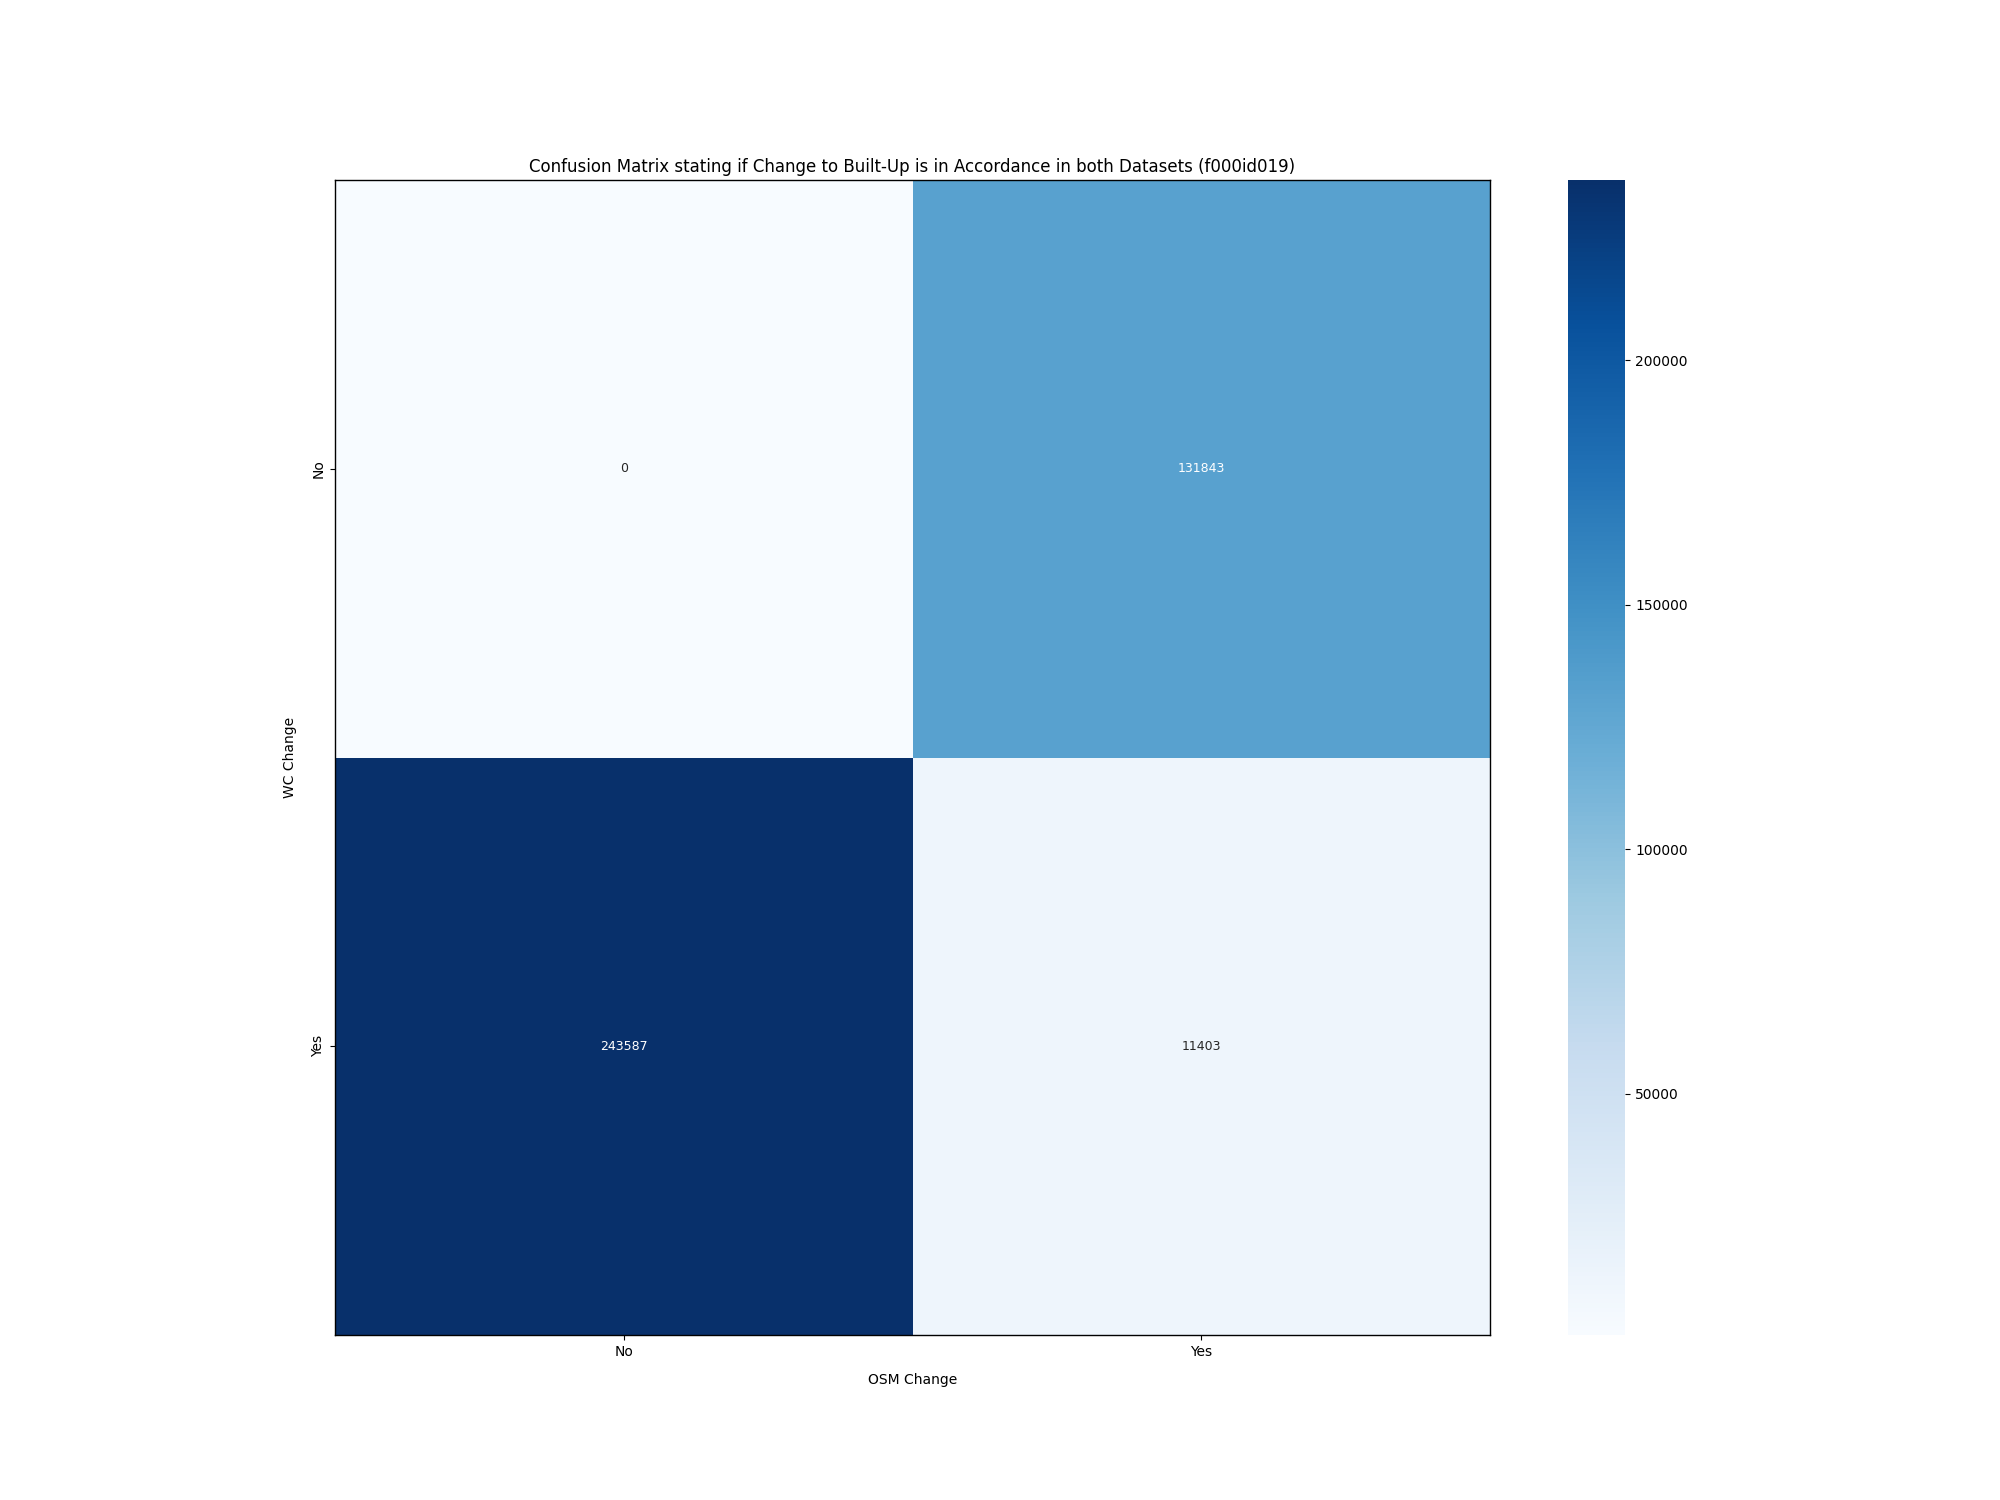 Confusion Matrix stating if Change to Built-Up is in Accordance in both Datasets (f000id019)
No
0
131843
WC Change
Yes
243587
11403
No
Yes
OSM Change
200000
150000
100000
50000